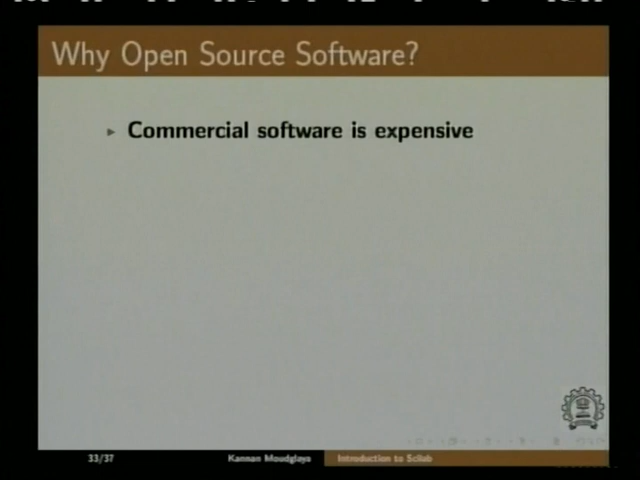 Why Open Source Software?
Commercial software is expensive
33/37
Kannan Moudgalya
Introduction to Scilab